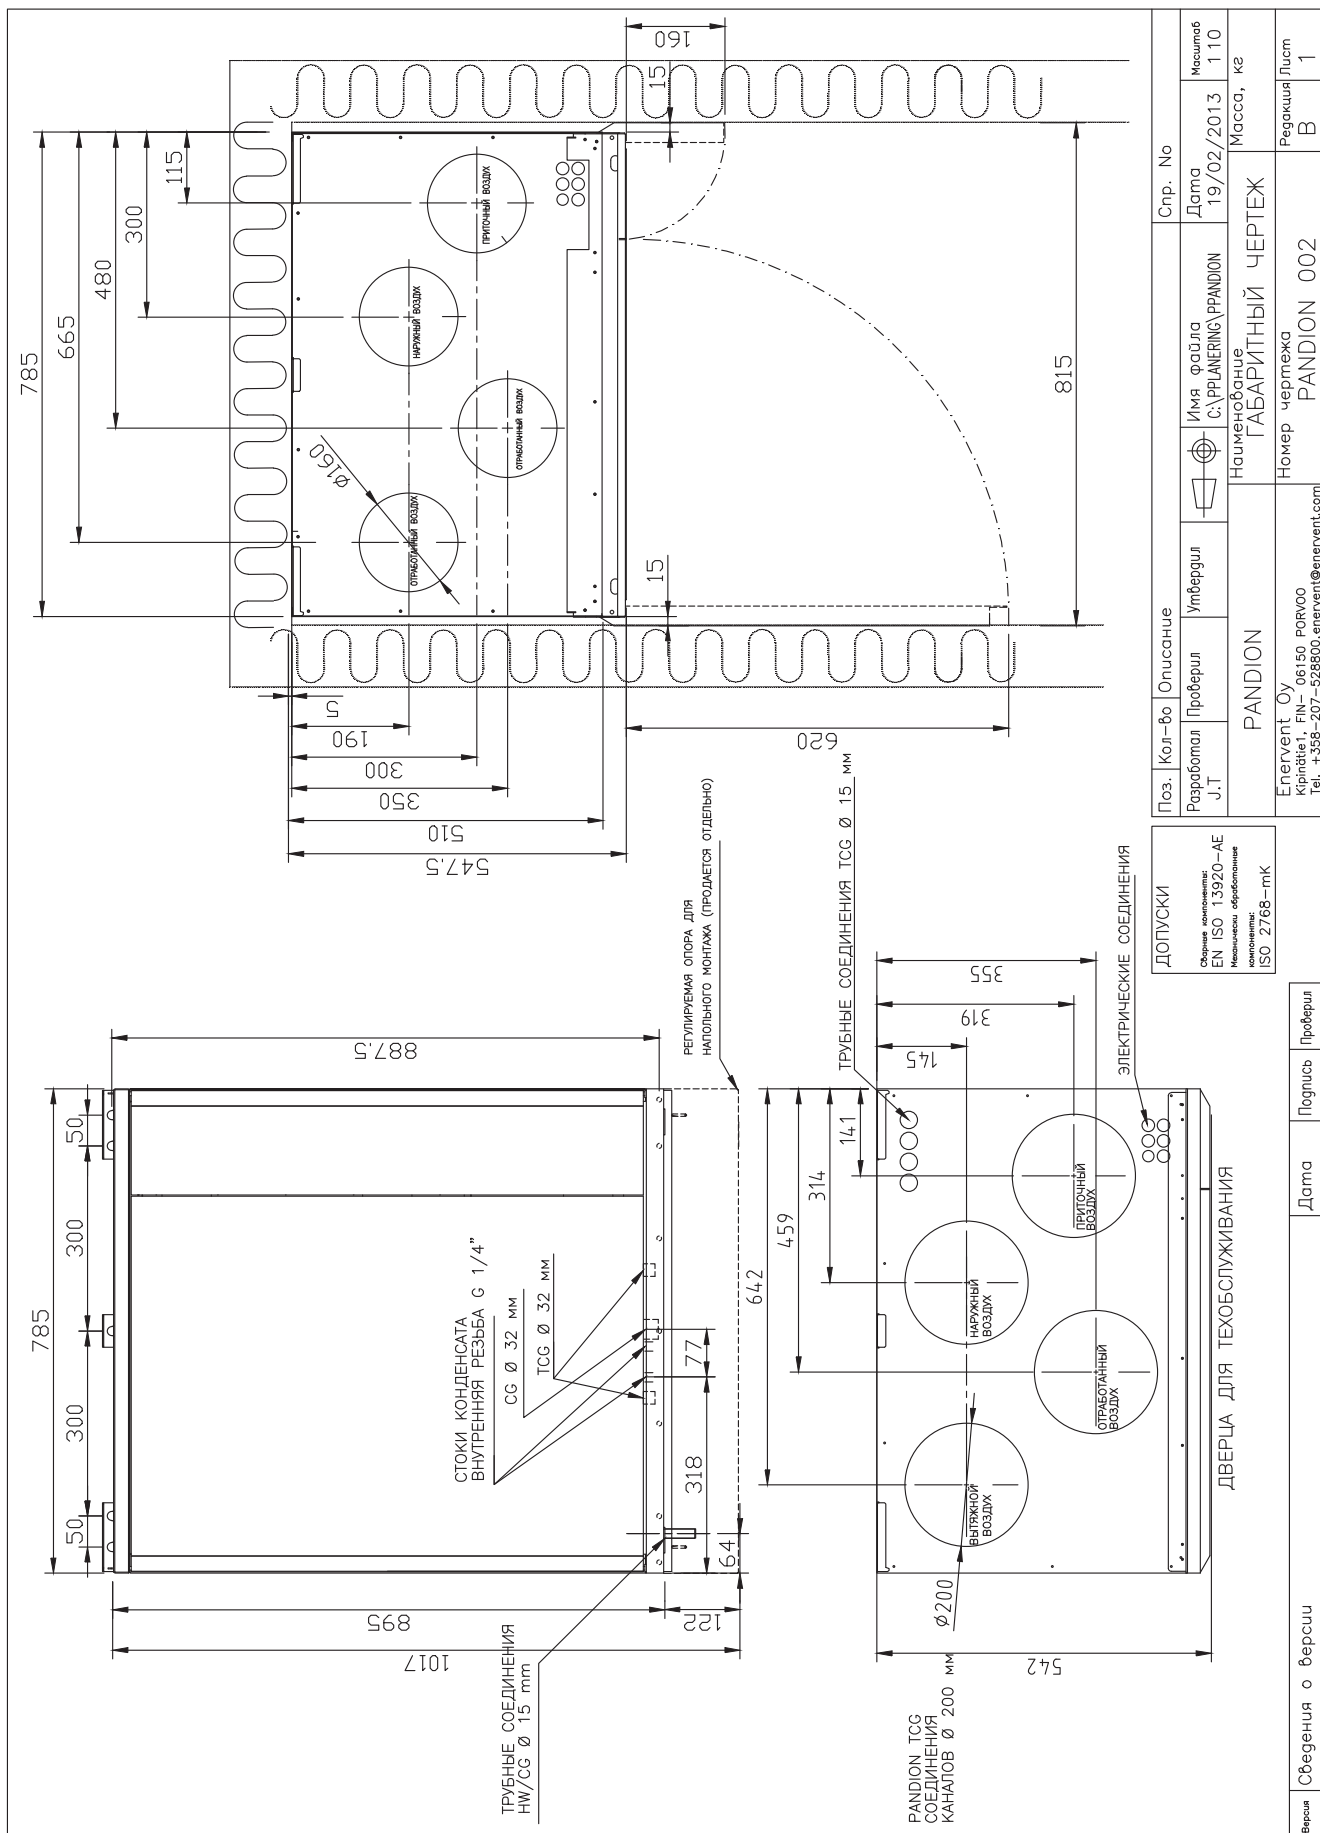 785
50
300
300
50
887.5
895
1017
122
64
318
77
СТОКИ КОНДЕНСАТА
ВНУТРЕННЯЯ РЕЗЬБА G 1/4”
CG Ø 32 мм
TCG Ø 32 мм
ТРУБНЫЕ СОЕДИНЕНИЯ
HW/CG Ø 15 mm
РЕГУЛИРУЕМАЯ ОПОРА ДЛЯ
НАПОЛЬНОГО МОНТАЖА (ПРОДАЕТСЯ ОТДЕЛЬНО)
785
665
480
300
115
Ø160
ОТРАБОТАННЫЙ ВОЗДУХ
ОТРАБОТАННЫЙ ВОЗДУХ
НАРУЖНЫЙ ВОЗДУХ
ПРИТОЧНЫЙ ВОЗДУХ
5
190
300
350
510
547.5
15
15
160
620
815
642
459
314
141
145
319
355
Ø200
542
ВЫТЯЖНОЙ
ВОЗДУХ
ОТРАБОТАННЫЙ
ВОЗДУХ
НАРУЖНЫЙ
ВОЗДУХ
ПРИТОЧНЫЙ
ВОЗДУХ
ТРУБНЫЕ СОЕДИНЕНИЯ TCG Ø 15 мм
ЭЛЕКТРИЧЕСКИЕ СОЕДИНЕНИЯ
PANDION TCG
СОЕДИНЕНИЯ
КАНАЛОВ Ø 200 мм
ДВЕРЦА ДЛЯ ТЕХОБСЛУЖИВАНИЯ
ДОПУСКИ
Сварные компоненты:
EN ISO 13920-AE
Механически обработанные
компоненты:
ISO 2768-mK
Поз. Кол-во Описание Спр. No
Разработал Проверил Утвердил Имя файла Дата Масштаб
J.T C:\PPLANERING\PPANDION 19/02/2013 1 10
PANDION Наименование Масса, кг
ГАБАРИТНЫЙ ЧЕРТЕЖ
Enervent Oy Номер чертежа Редакция Лист
Kipinätie1, FIN- 06150 PORVOO PANDION 002 B 1
Tel. +358-207-528800,enervent@enervent.com
Версия Сведения о версии Дата Подпись Проверил